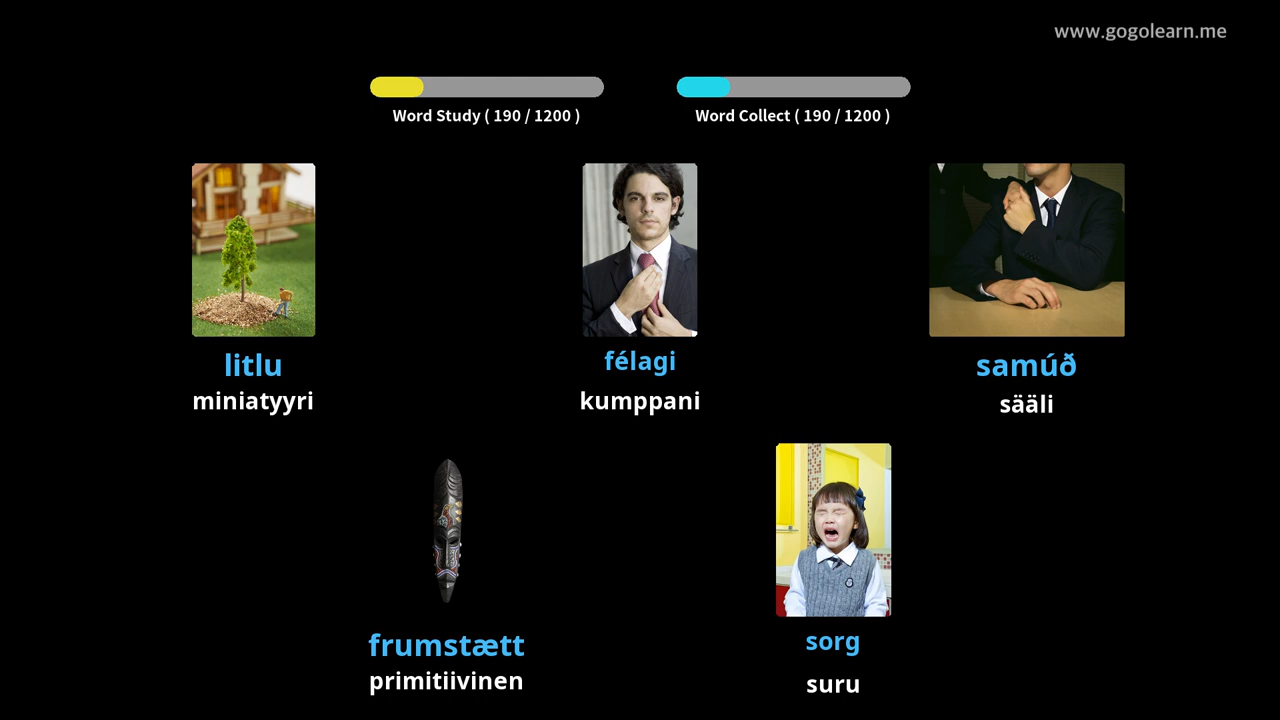 www.gogolearn.me
Word Study ( 190 / 1200 )
Word Collect ( 190 / 1200 )
litlu
miniatyyri
félagi
kumppani
samúð
sääli
frumstætt
primitiivinen
sorg
suru